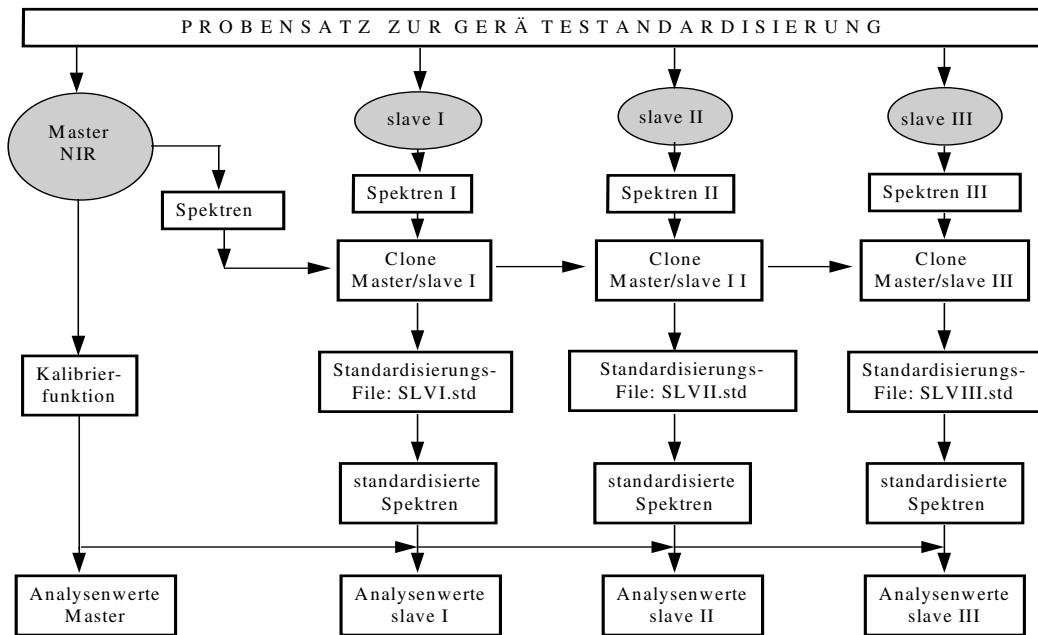 PROBENSATZ ZUR GERÄTESTANDARDISIERUNG
Master
NIR
slave I
slave II
slave III
Spektren
Spektren I
Spektren II
Spektren III
Clone
Master/slave I
Clone
Master/slave I I
Clone
Master/slave III
Kalibrier-
funktion
Standardisierungs-
File: SLVI.std
Standardisierungs-
File: SLVII.std
Standardisierungs-
File: SLVIII.std
standardisierte
Spektren
standardisierte
Spektren
standardisierte
Spektren
Analysenwerte
Master
Analysenwerte
slave I
Analysenwerte
slave II
Analysenwerte
slave III